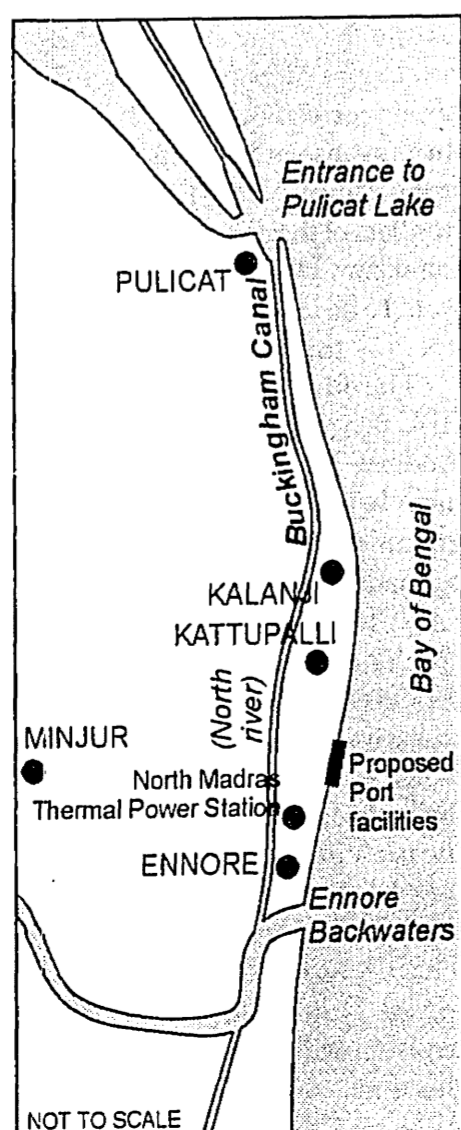 Entrance to
Pulicat Lake
PULICAT
Buckingham Canal
Bay of Bengal
KALANJI
KATTUPALLI
(North
river)
MINJUR
North Madras
Thermal Power Station
Proposed
Port
facilities
ENNORE
Ennore
Backwaters
NOT TO SCALE